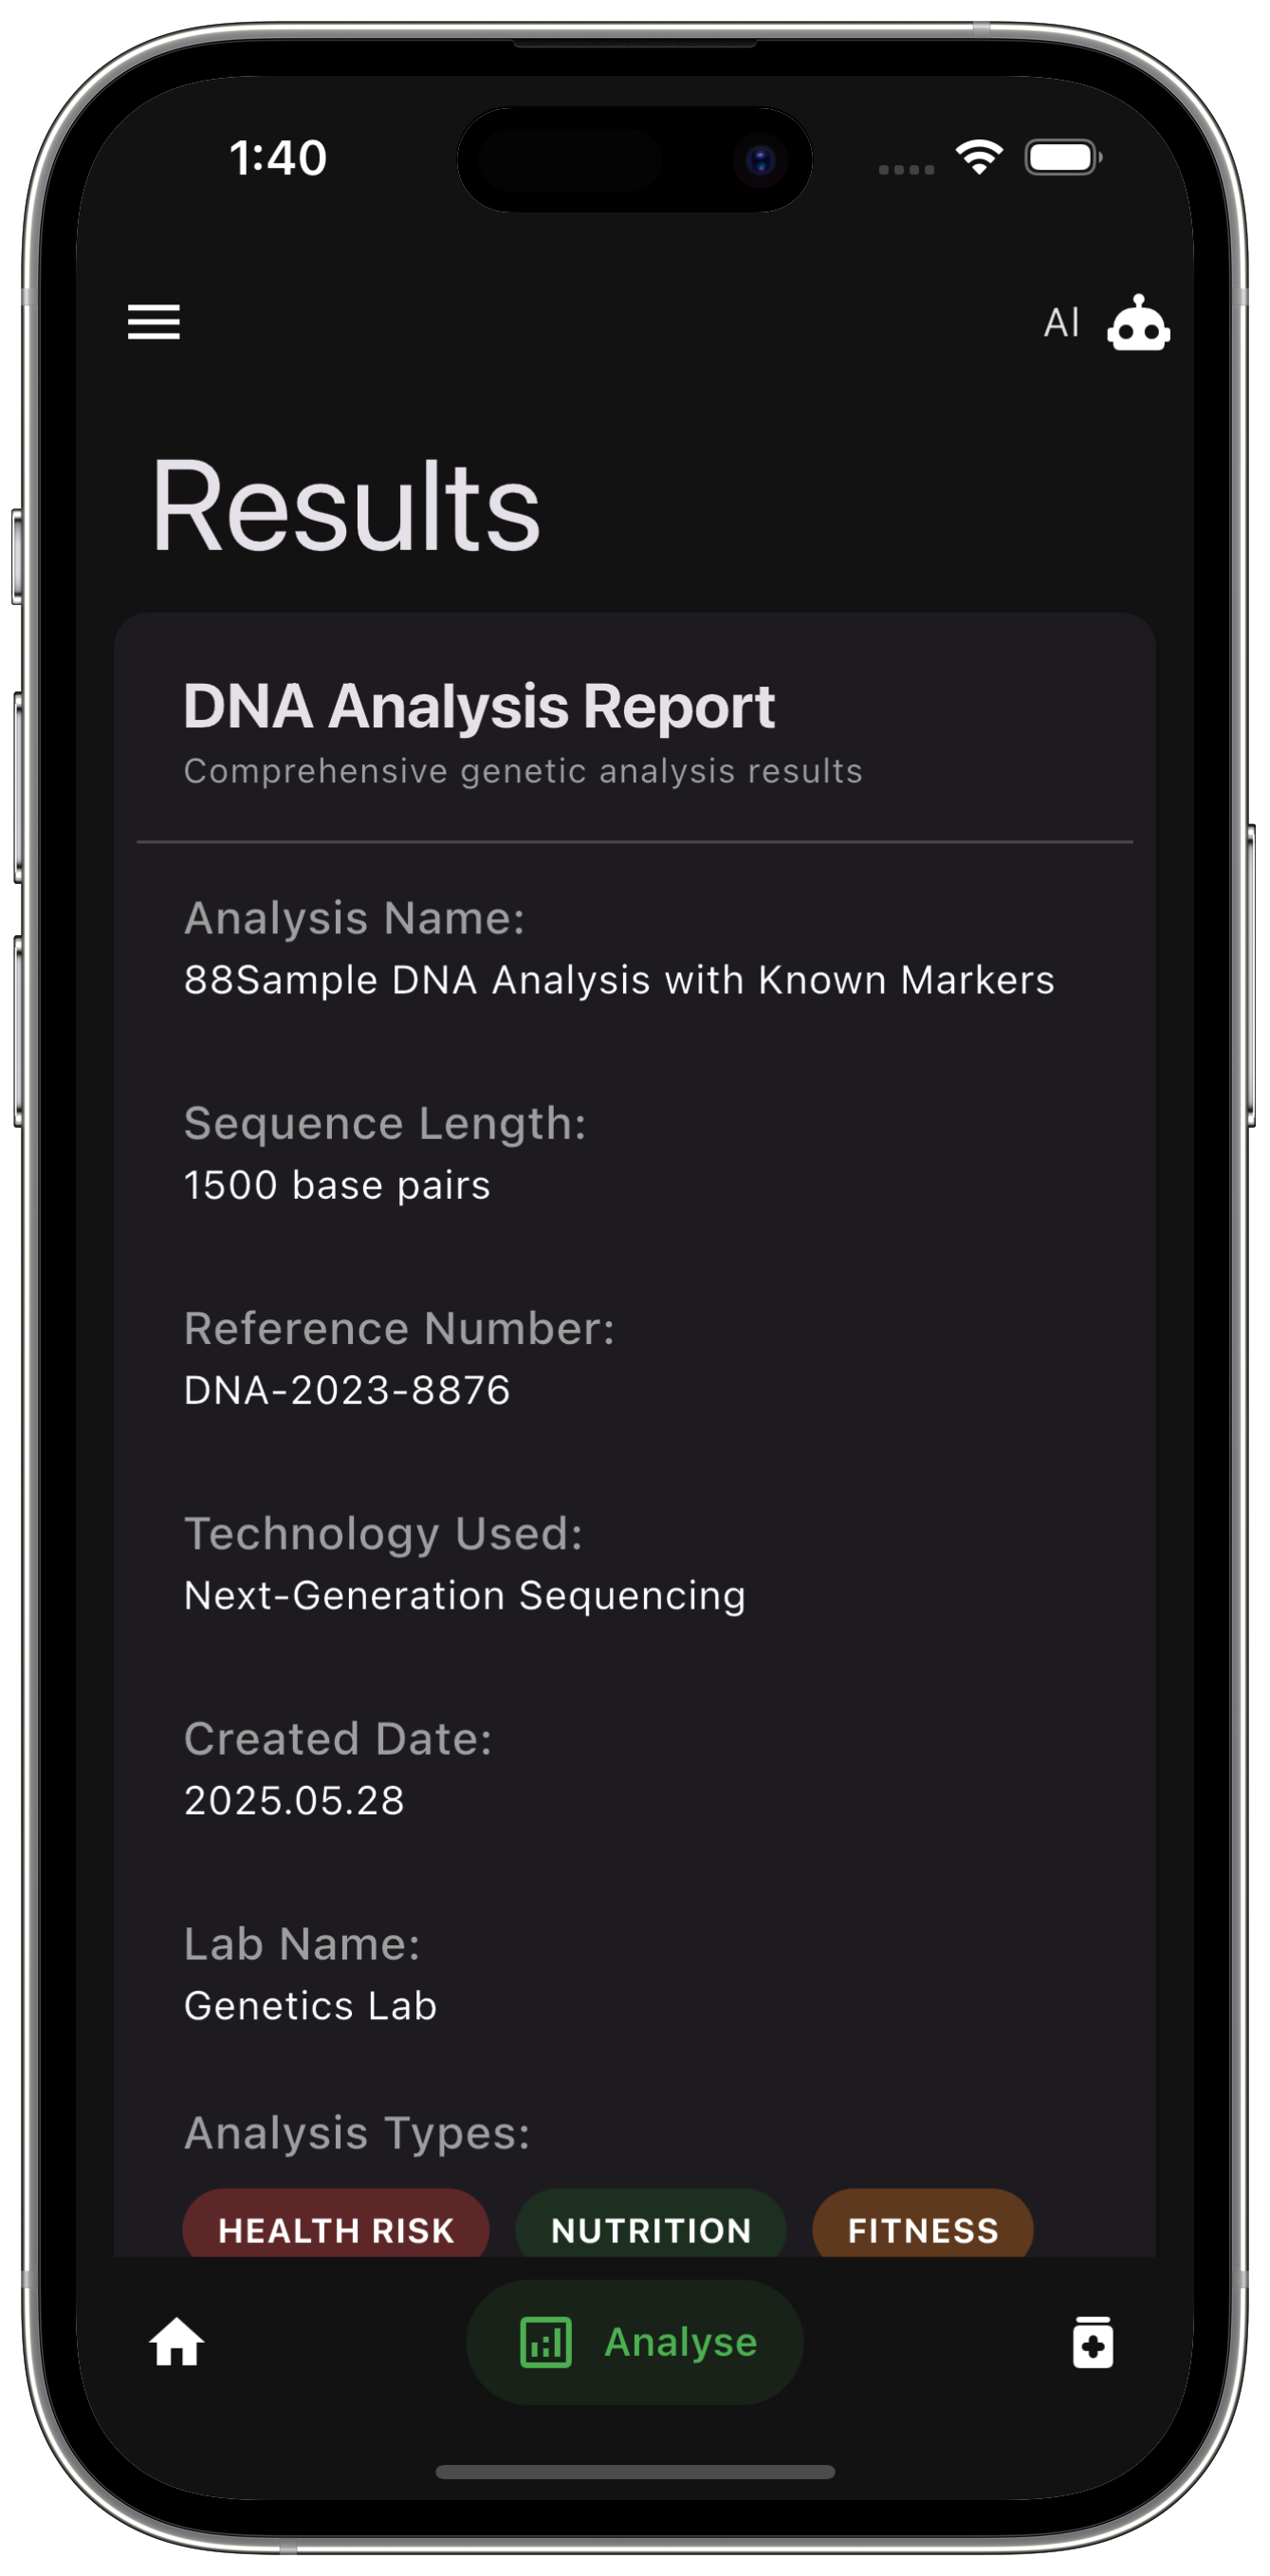 1:40
AI
Results
DNA Analysis Report
Comprehensive genetic analysis results
Analysis Name:
88Sample DNA Analysis with Known Markers
Sequence Length:
1500 base pairs
Reference Number:
DNA-2023-8876
Technology Used:
Next-Generation Sequencing
Created Date:
2025.05.28
Lab Name:
Genetics Lab
Analysis Types:
HEALTH RISK NUTRITION FITNESS
Analyse